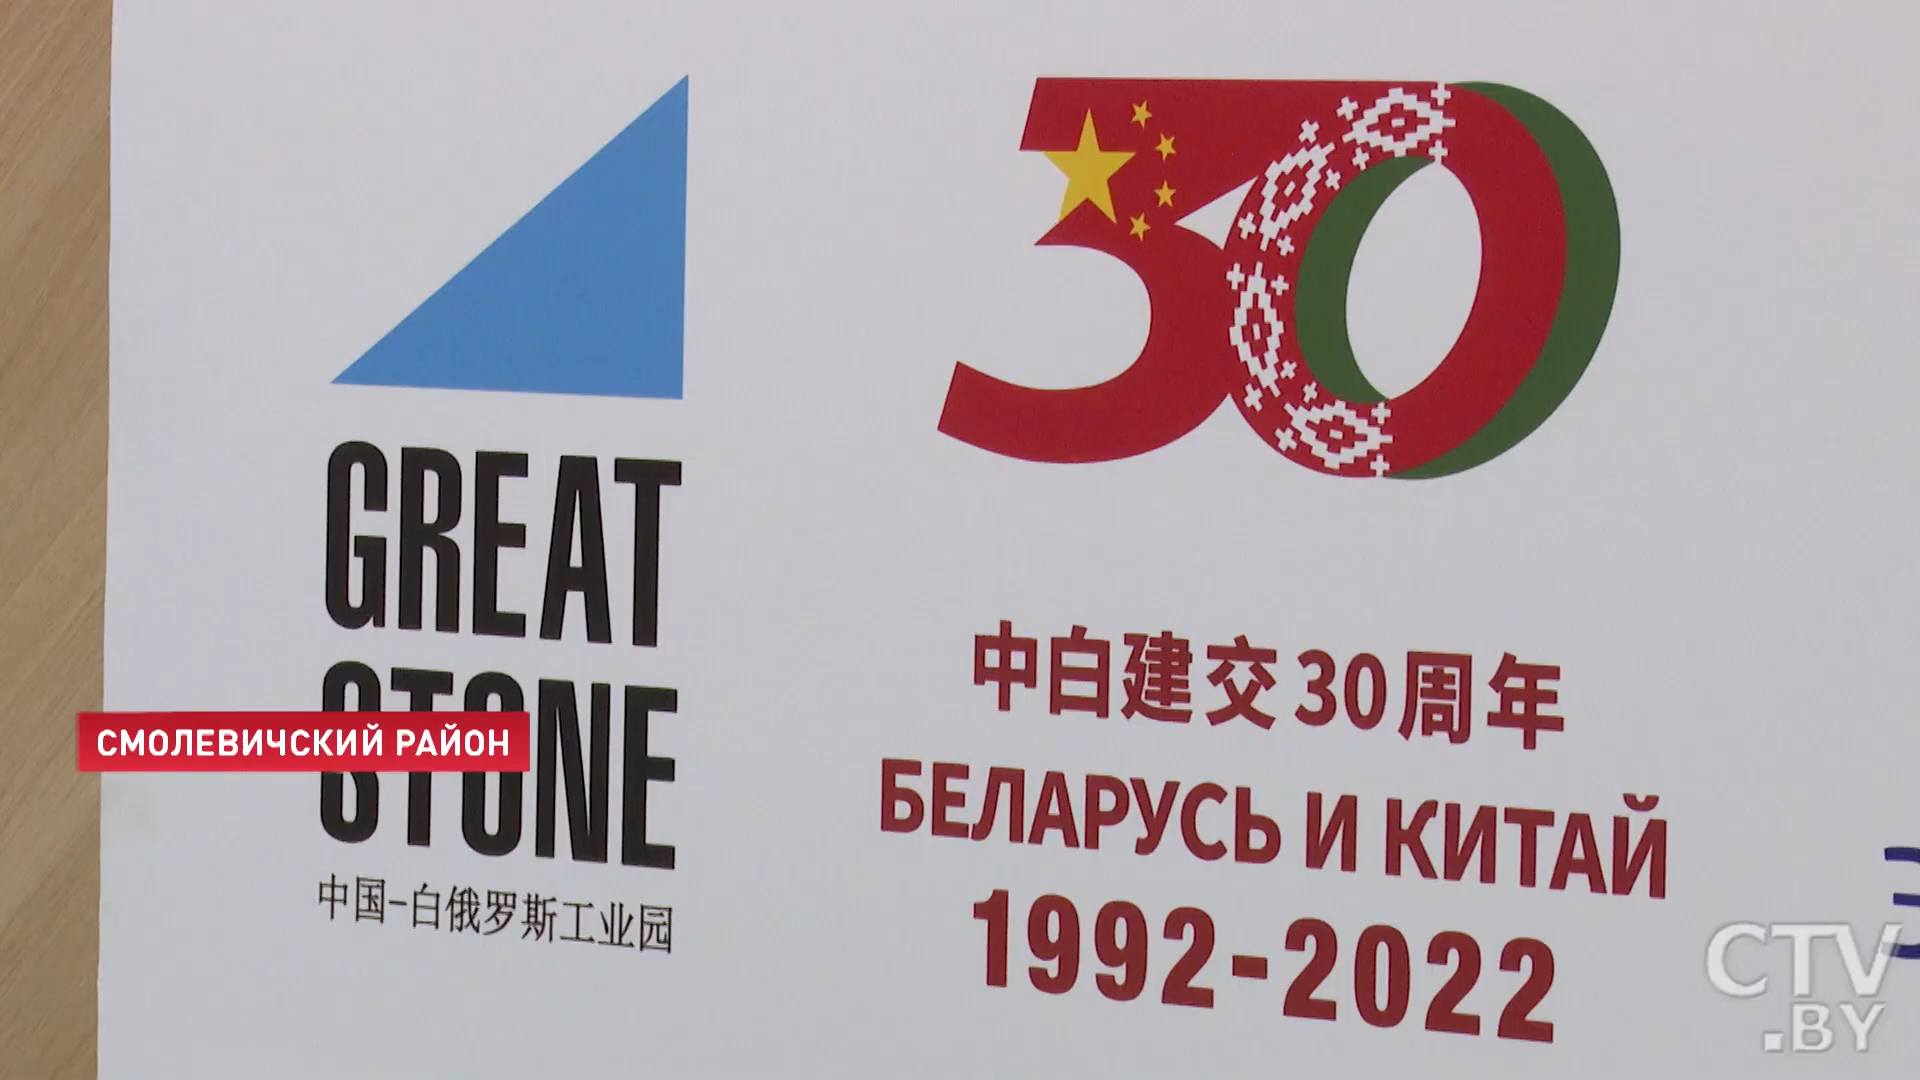 GREAT
STONE
中国-白俄罗斯工业园
СМОЛЕВИЧСКИЙ РАЙОН
30
中白建交30周年
БЕЛАРУСЬ И КИТАЙ
1992-2022
CTV
.BY